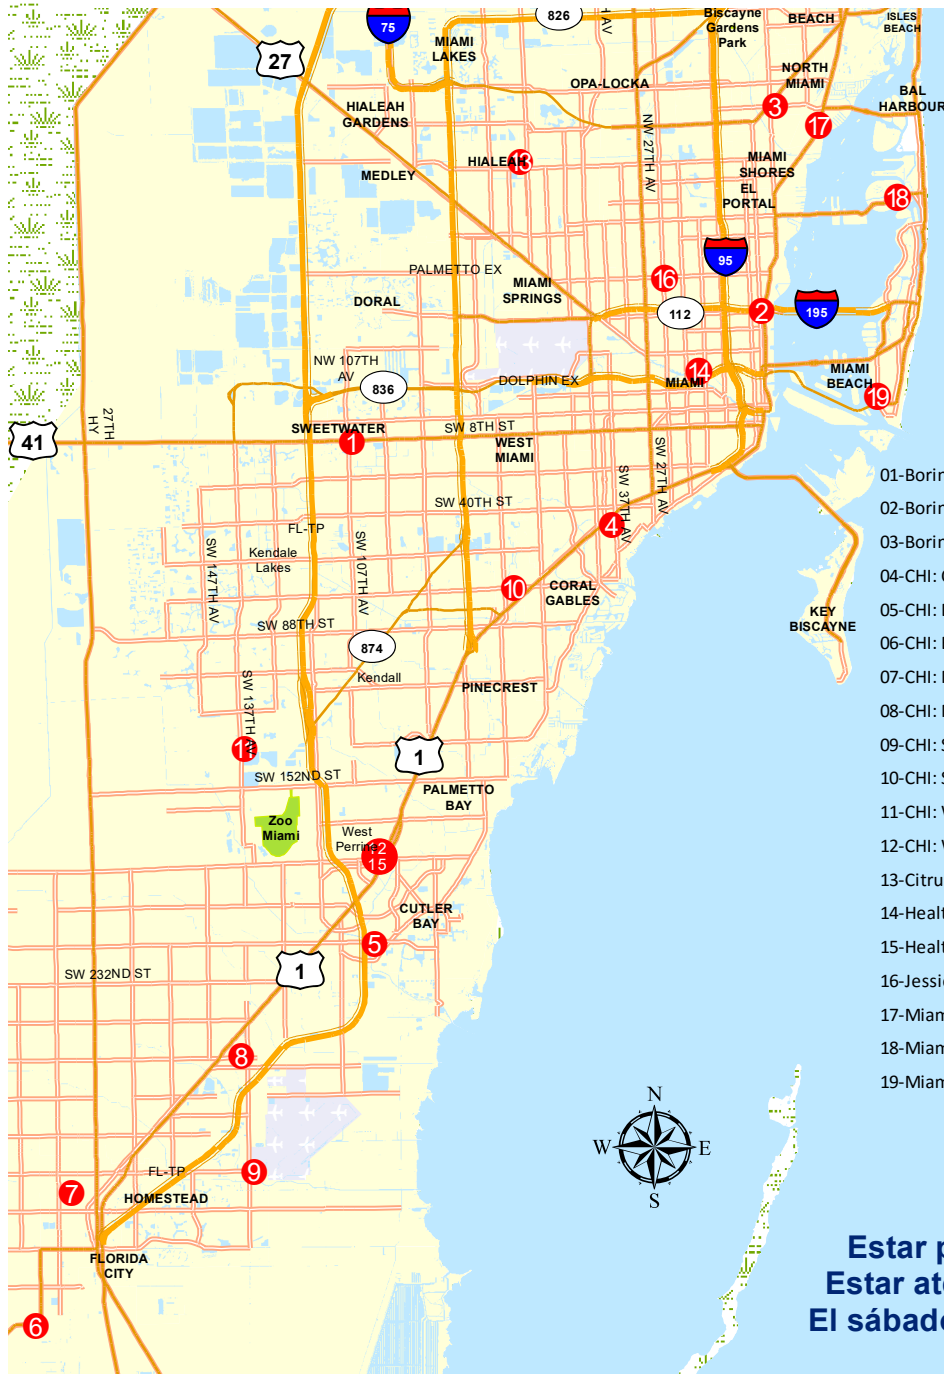 Biscayne
Gardens
Park
BEACH
ISLES
BEACH
75
826
27
MIAMI
LAKES
OPA-LOCKA
NORTH
MIAMI
BAL
HARBOUR
HIALEAH
GARDENS
3
17
NW 27TH AV
HIALEAH
13
MEDLEY
MIAMI
SHORES
EL
PORTAL
18
95
PALMETTO EX
MIAMI
SPRINGS
16
DORAL
112
2
195
NW 107TH
AV
836
DOLPHIN EX
14
MIAMI
MIAMI
BEACH
19
27TH
HY
41
SWEETWATER
1
SW 8TH ST
WEST
MIAMI
SW 27TH AV
SW 37TH AV
SW 40TH ST
4
FL-TP
Kendale
Lakes
SW 147TH AV
SW 107TH AV
10
CORAL
GABLES
KEY
BISCAYNE
SW 88TH ST
874
Kendall
PINECREST
SW 137TH AV
11
1
SW 152ND ST
PALMETTO
BAY
Zoo
Miami
West
Perrine
12
15
CUTLER
BAY
5
SW 232ND ST
1
8
9
FL-TP
7
HOMESTEAD
FLORIDA
CITY
6
N
W
E
S
01-Borin
02-Borin
03-Borin
04-CHI:
05-CHI:
06-CHI:
07-CHI:
08-CHI:
09-CHI: S
10-CHI: S
11-CHI:
12-CHI:
13-Citru
14-Healt
15-Healt
16-Jessi
17-Miam
18-Miam
19-Miam
Estar p
Estar ate
El sábado